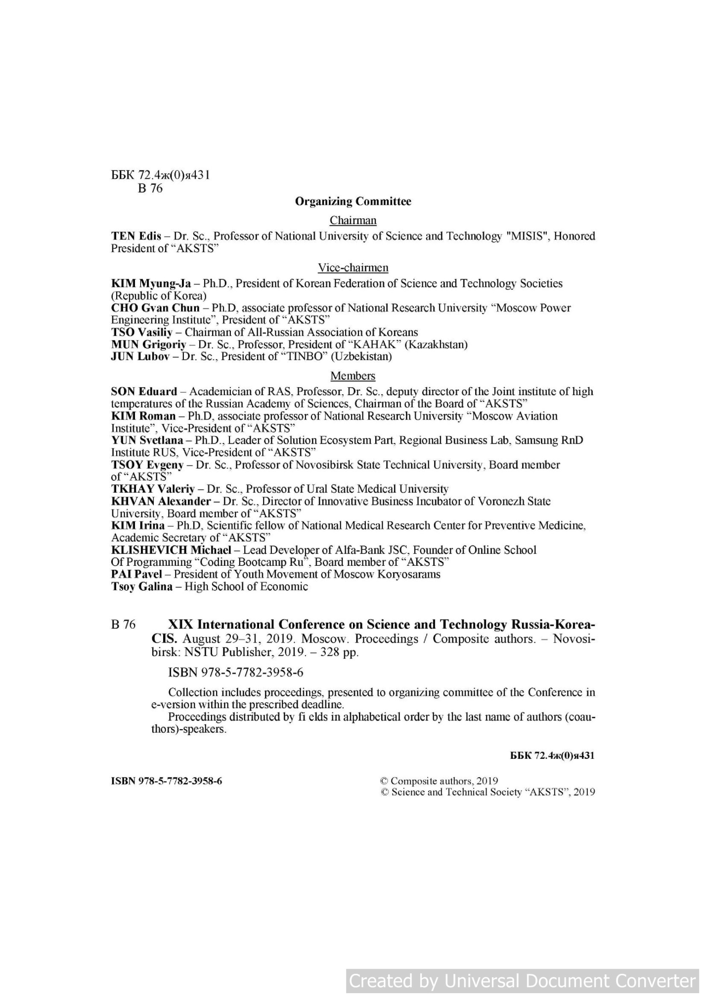 ББК 72.4ж(0)я431
В 76
Organizing Committee
Chairman
TEN Edis – Dr. Sc., Professor of National University of Science and Technology "MISIS", Honored
President of “AKSTS”
Vice-chairmen
KIM Myung-Ja – Ph.D., President of Korean Federation of Science and Technology Societies
(Republic of Korea)
CHO Gvan Chun – Ph.D, associate professor of National Research University “Moscow Power
Engineering Institute”, President of “AKSTS”
TSO Vasiliy – Chairman of All-Russian Association of Koreans
MUN Grigoriy – Dr. Sc., Professor, President of “KAHAK” (Kazakhstan)
JUN Lubov – Dr. Sc., President of “TINBO” (Uzbekistan)
Members
SON Eduard – Academician of RAS, Professor, Dr. Sc., deputy director of the Joint institute of high
temperatures of the Russian Academy of Sciences, Chairman of the Board of “AKSTS”
KIM Roman – Ph.D, associate professor of National Research University “Moscow Aviation
Institute”, Vice-President of “AKSTS”
YUN Svetlana – Ph.D., Leader of Solution Ecosystem Part, Regional Business Lab, Samsung RnD
Institute RUS, Vice-President of “AKSTS”
TSOY Evgeny – Dr. Sc., Professor of Novosibirsk State Technical University, Board member
of “AKSTS”
TKHAY Valeriy – Dr. Sc., Professor of Ural State Medical University
KHVAN Alexander – Dr. Sc., Director of Innovative Business Incubator of Voronezh State
University, Board member of “AKSTS”
KIM Irina – Ph.D, Scientific fellow of National Medical Research Center for Preventive Medicine,
Academic Secretary of “AKSTS”
KLISHEVICH Michael – Lead Developer of Alfa-Bank JSC, Founder of Online School
Of Programming “Coding Bootcamp Ru”, Board member of “AKSTS”
PAI Pavel – President of Youth Movement of Moscow Koryosarams
Tsoy Galina – High School of Economic
В 76 XIX International Conference on Science and Technology Russia-Korea-
CIS. August 29–31, 2019. Moscow. Proceedings / Composite authors. – Novosi-
birsk: NSTU Publisher, 2019. – 328 pp.
ISBN 978-5-7782-3958-6
Collection includes proceedings, presented to organizing committee of the Conference in
e-version within the prescribed deadline.
Proceedings distributed by fi elds in alphabetical order by the last name of authors (coau-
thors)-speakers.
ББК 72.4ж(0)я431
ISBN 978-5-7782-3958-6 © Composite authors, 2019
© Science and Technical Society “AKSTS”, 2019
Created by Universal Document Converter